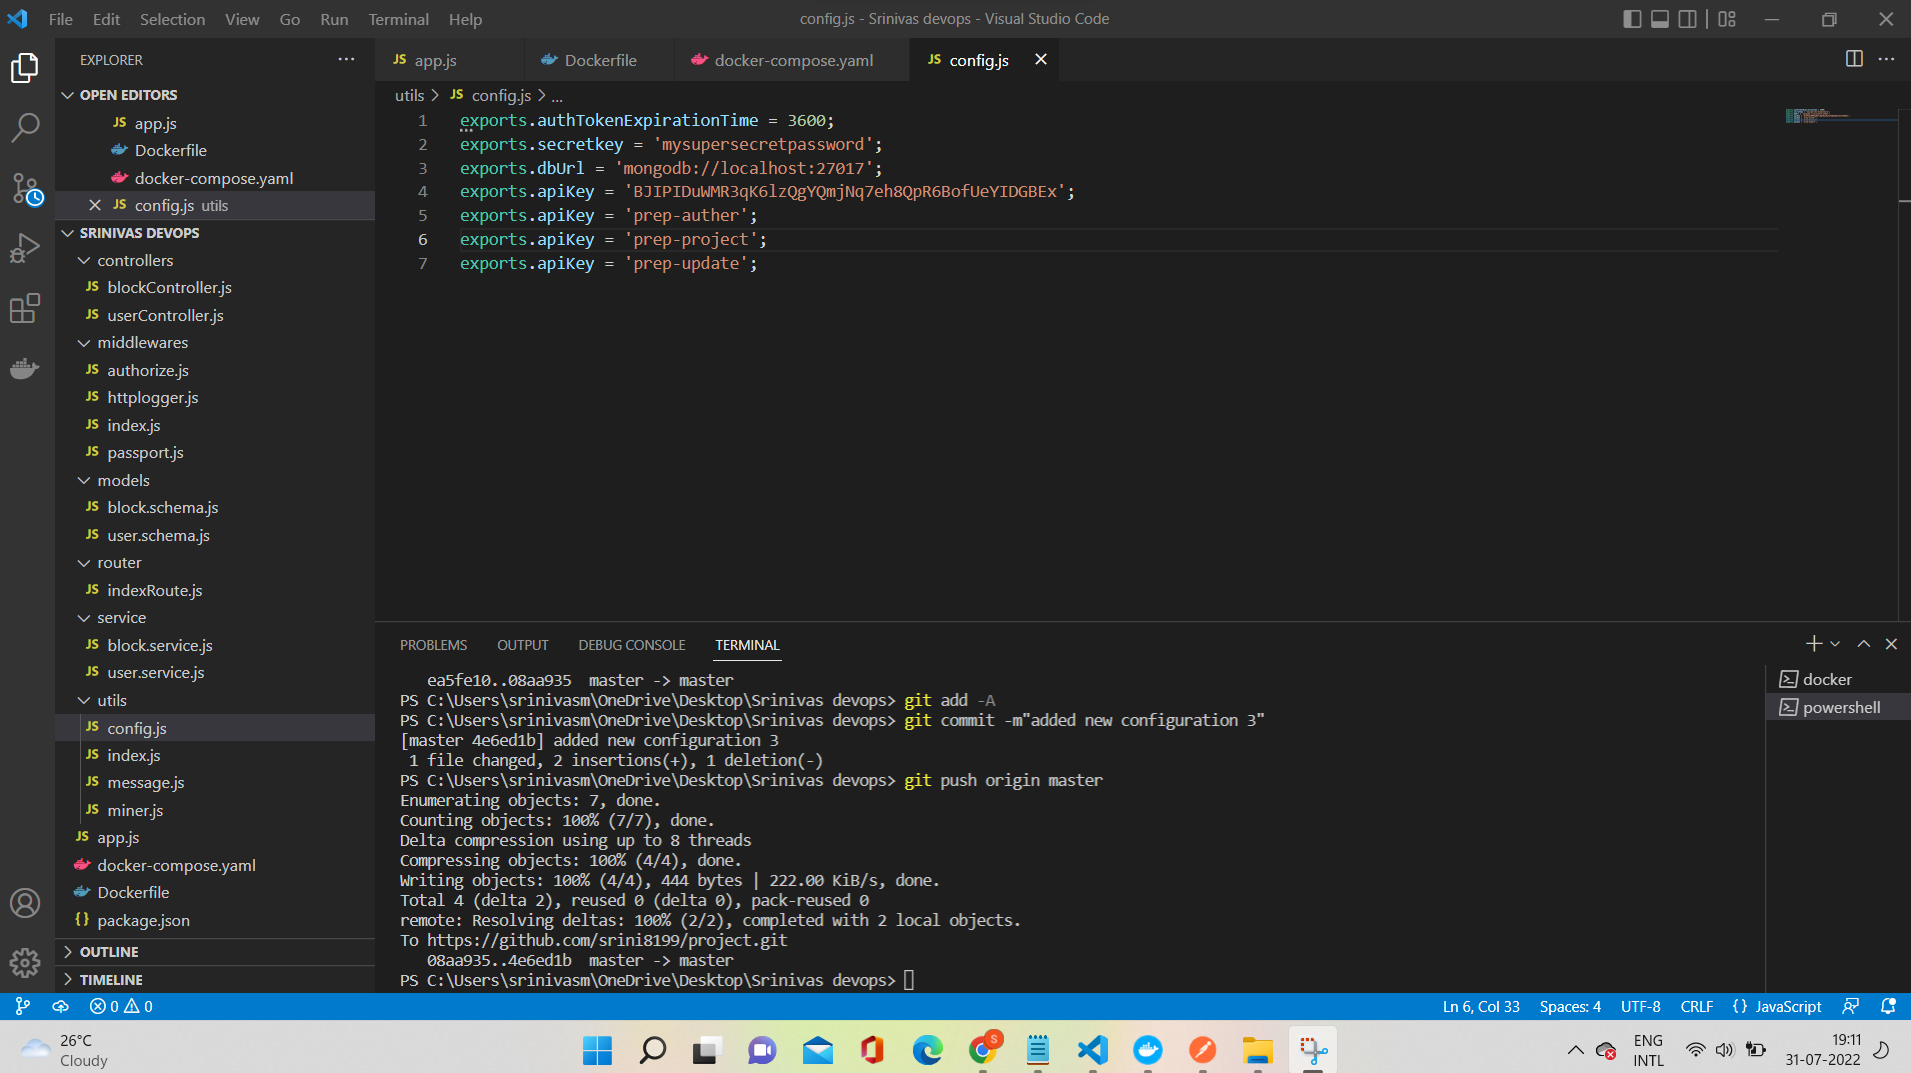 File Edit Selection View Go Run Terminal Help
config.js - Srinivas devops - Visual Studio Code
EXPLORER
OPEN EDITORS
JS app.js
Dockerfile
docker-compose.yaml
JS config.js utils
SRINIVAS DEVOPS
controllers
JS blockController.js
JS userController.js
middlewares
JS authorize.js
JS httplogger.js
JS index.js
JS passport.js
models
JS block.schema.js
JS user.schema.js
router
JS indexRoute.js
service
JS block.service.js
JS user.service.js
utils
JS config.js
JS index.js
JS message.js
JS miner.js
JS app.js
docker-compose.yaml
Dockerfile
{} package.json
OUTLINE
TIMELINE
JS app.js Dockerfile docker-compose.yaml JS config.js
utils > JS config.js > ...
1 exports.authTokenExpirationTime = 3600;
2 exports.secretkey = 'mysupersecretpassword';
3 exports.dbUrl = 'mongodb://localhost:27017';
4 exports.apiKey = 'BJIPIDuWMR3qK6lzQgYQmjNq7eh8QpR6BofUeYIDGBEx';
5 exports.apiKey = 'prep-auther';
6 exports.apiKey = 'prep-project';
7 exports.apiKey = 'prep-update';
PROBLEMS OUTPUT DEBUG CONSOLE TERMINAL
ea5fe10..08aa935 master -> master
PS C:\Users\srinivasm\OneDrive\Desktop\Srinivas devops> git add -A
PS C:\Users\srinivasm\OneDrive\Desktop\Srinivas devops> git commit -m"added new configuration 3"
[master 4e6ed1b] added new configuration 3
1 file changed, 2 insertions(+), 1 deletion(-)
PS C:\Users\srinivasm\OneDrive\Desktop\Srinivas devops> git push origin master
Enumerating objects: 7, done.
Counting objects: 100% (7/7), done.
Delta compression using up to 8 threads
Compressing objects: 100% (4/4), done.
Writing objects: 100% (4/4), 444 bytes | 222.00 KiB/s, done.
Total 4 (delta 2), reused 0 (delta 0), pack-reused 0
remote: Resolving deltas: 100% (2/2), completed with 2 local objects.
To https://github.com/srini8199/project.git
08aa935..4e6ed1b master -> master
PS C:\Users\srinivasm\OneDrive\Desktop\Srinivas devops>
docker
powershell
0 0
Ln 6, Col 33 Spaces: 4 UTF-8 CRLF {} JavaScript
26°C
Cloudy
S
ENG
INTL
19:11
31-07-2022